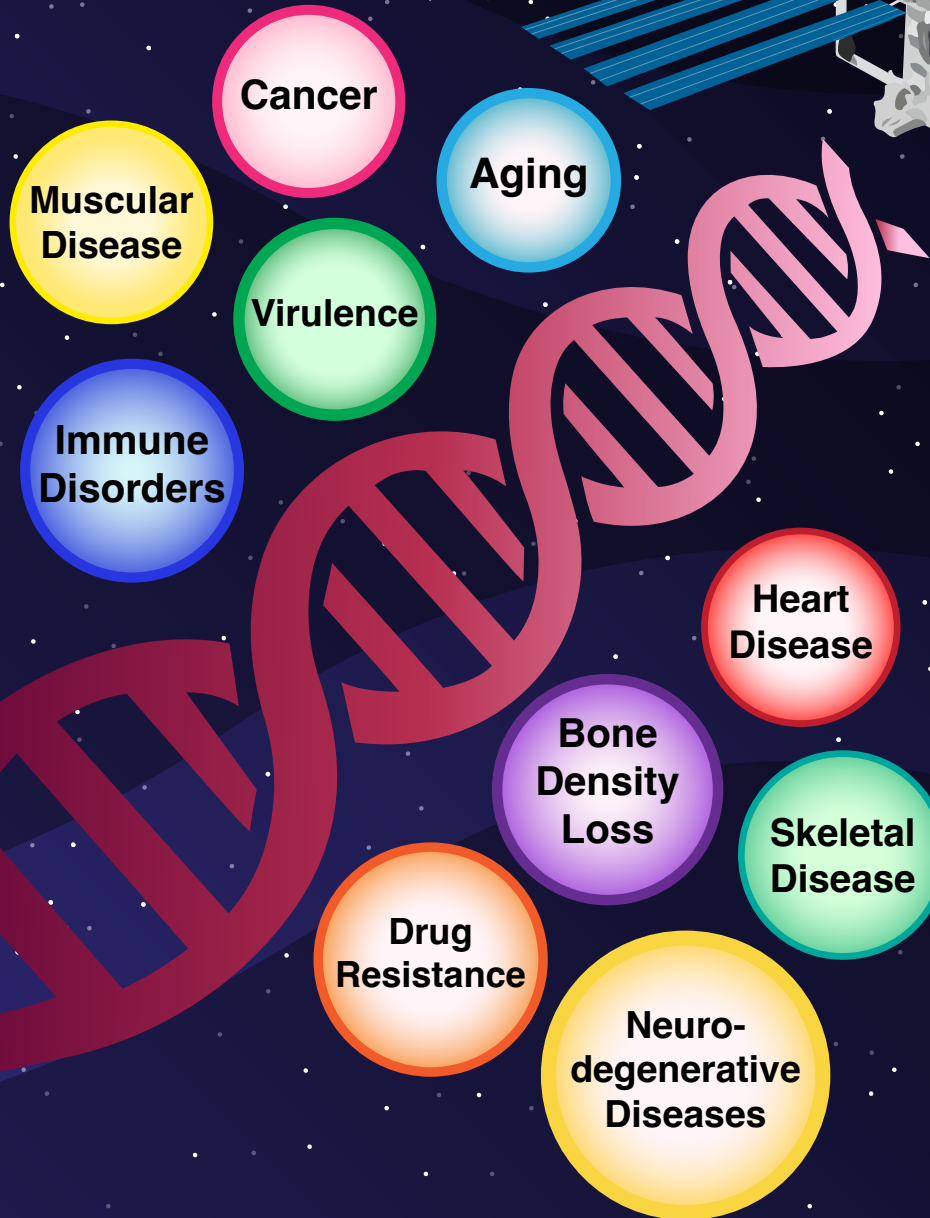 Cancer
Aging
Muscular
Disease
Virulence
Immune
Disorders
Heart
Disease
Bone
Density
Loss
Skeletal
Disease
Drug
Resistance
Neuro-
degenerative
Diseases